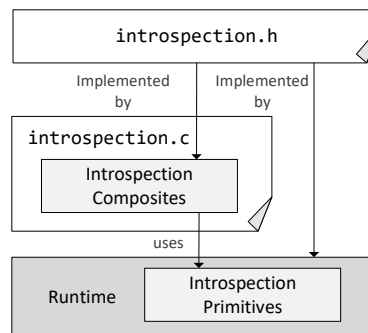 introspection.h
Implemented
by
Implemented
by
introspection.c
Introspection
Composites
uses
Runtime
Introspection
Primitives